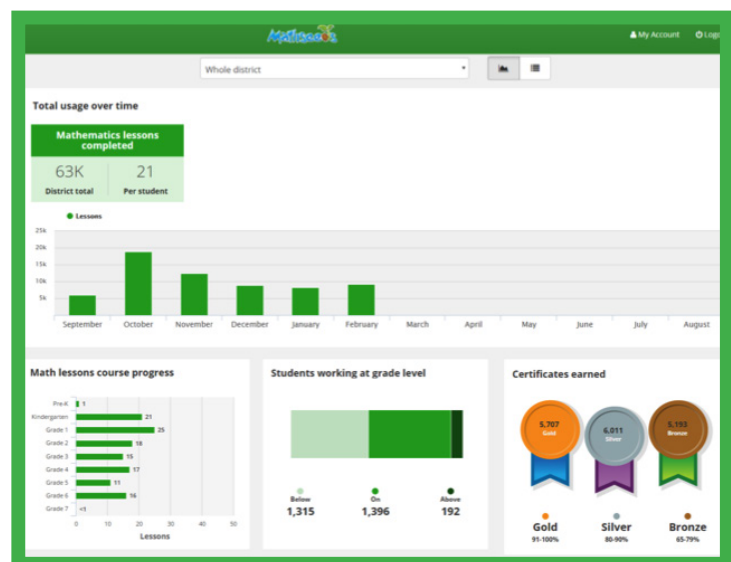 Mathseeds
My Account
Whole district
Total usage over time
Mathematics lessons
completed
63K
21
District total
Per student
Lessons
25k
20k
15k
10k
5k
September October November December January February March April May June July August
Math lessons course progress
Pre-K 1
Kindergarten 21
Grade 1 25
Grade 2 18
Grade 3 15
Grade 4 17
Grade 5 11
Grade 6 16
Grade 7 <1
0 10 20 30 40 50
Lessons
Students working at grade level
Below On Above
1,315 1,396 192
Certificates earned
5,707
Gold
6,011
Silver
5,193
Bronze
Gold Silver Bronze
91-100% 80-90% 65-79%